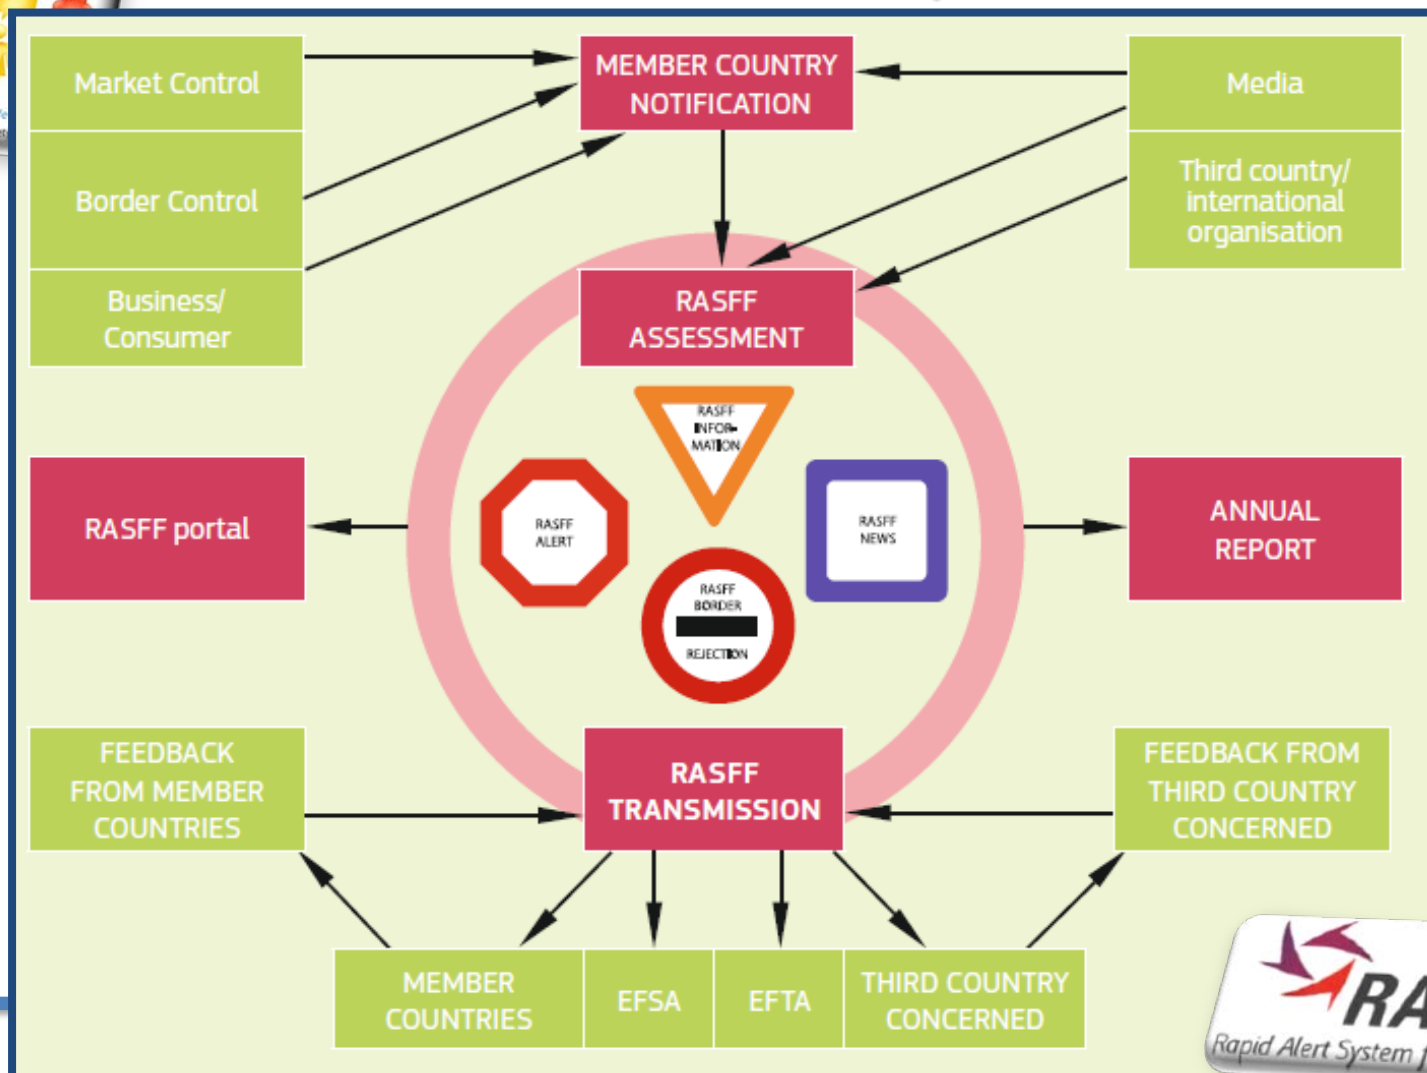 Market Control
MEMBER COUNTRY
NOTIFICATION
Media
Border Control
Third country/
international
organisation
Business/
Consumer
RASFF
ASSESSMENT
RASFF
INFOR-
MATION
RASFF portal
RASFF
ALERT
RASFF
NEWS
ANNUAL
REPORT
RASFF
BORDER
REJECTION
FEEDBACK
FROM MEMBER
COUNTRIES
RASFF
TRANSMISSION
FEEDBACK FROM
THIRD COUNTRY
CONCERNED
MEMBER
COUNTRIES
EFSA
EFTA
THIRD COUNTRY
CONCERNED
RA
Rapid Alert System f